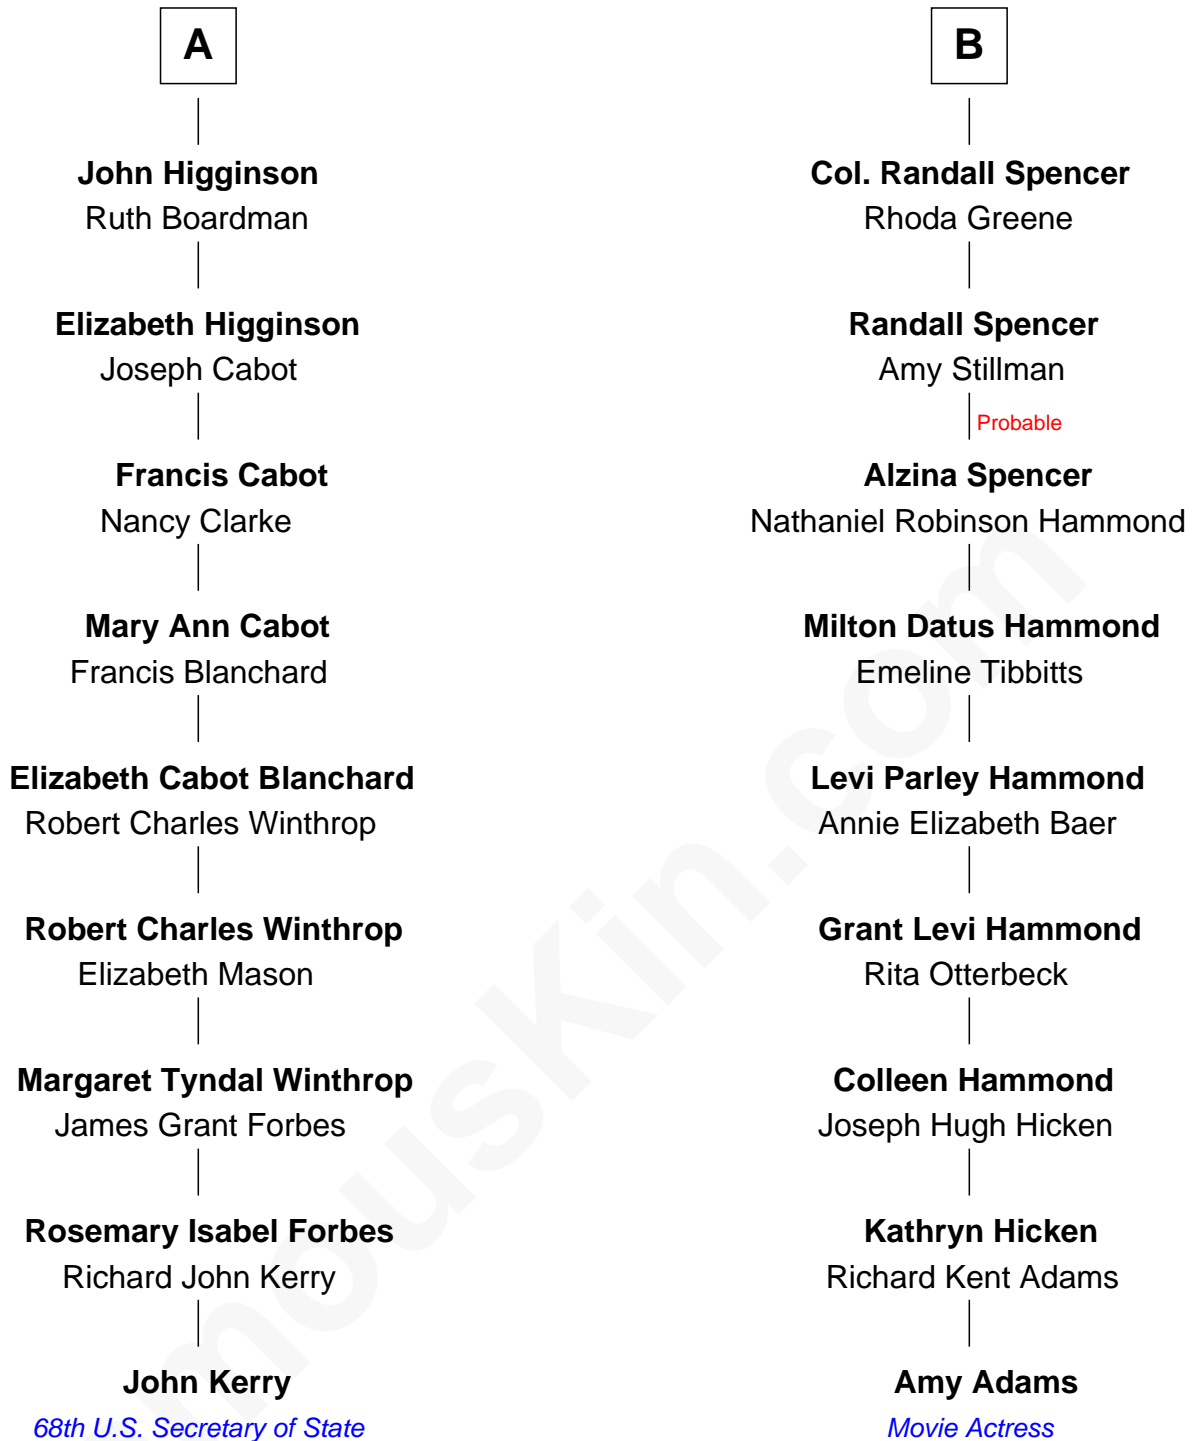 A
John Higginson
Ruth Boardman
Elizabeth Higginson
Joseph Cabot
Francis Cabot
Nancy Clarke
Mary Ann Cabot
Francis Blanchard
Elizabeth Cabot Blanchard
Robert Charles Winthrop
Robert Charles Winthrop
Elizabeth Mason
Margaret Tyndal Winthrop
James Grant Forbes
Rosemary Isabel Forbes
Richard John Kerry
John Kerry
68th U.S. Secretary of State
B
Col. Randall Spencer
Rhoda Greene
Randall Spencer
Amy Stillman
Probable
Alzina Spencer
Nathaniel Robinson Hammond
Milton Datus Hammond
Emeline Tibbitts
Levi Parley Hammond
Annie Elizabeth Baer
Grant Levi Hammond
Rita Otterbeck
Colleen Hammond
Joseph Hugh Hicken
Kathryn Hicken
Richard Kent Adams
Amy Adams
Movie Actress
mousKin.com